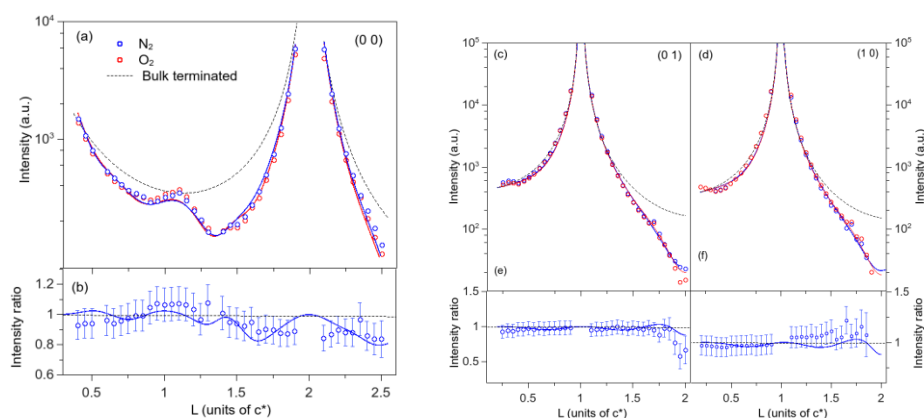 10⁴
(a)
(0 0)
N₂
O₂
Bulk terminated
Intensity (a.u.)
10³
(b)
1.2
1
0.8
0.6
Intensity ratio
0.5
1
1.5
2
2.5
L (units of c*)
10⁵
(c)
(0 1)
(d)
(1 0)
10⁵
10⁴
10⁴
Intensity (a.u.)
10³
10³
10²
10²
Intensity (a.u.)
(e)
(f)
1.5
1
0.5
Intensity ratio
1.5
1
Intensity ratio
0.5
1
1.5
2
0.5
1
1.5
2
L (units of c*)
L (units of c*)